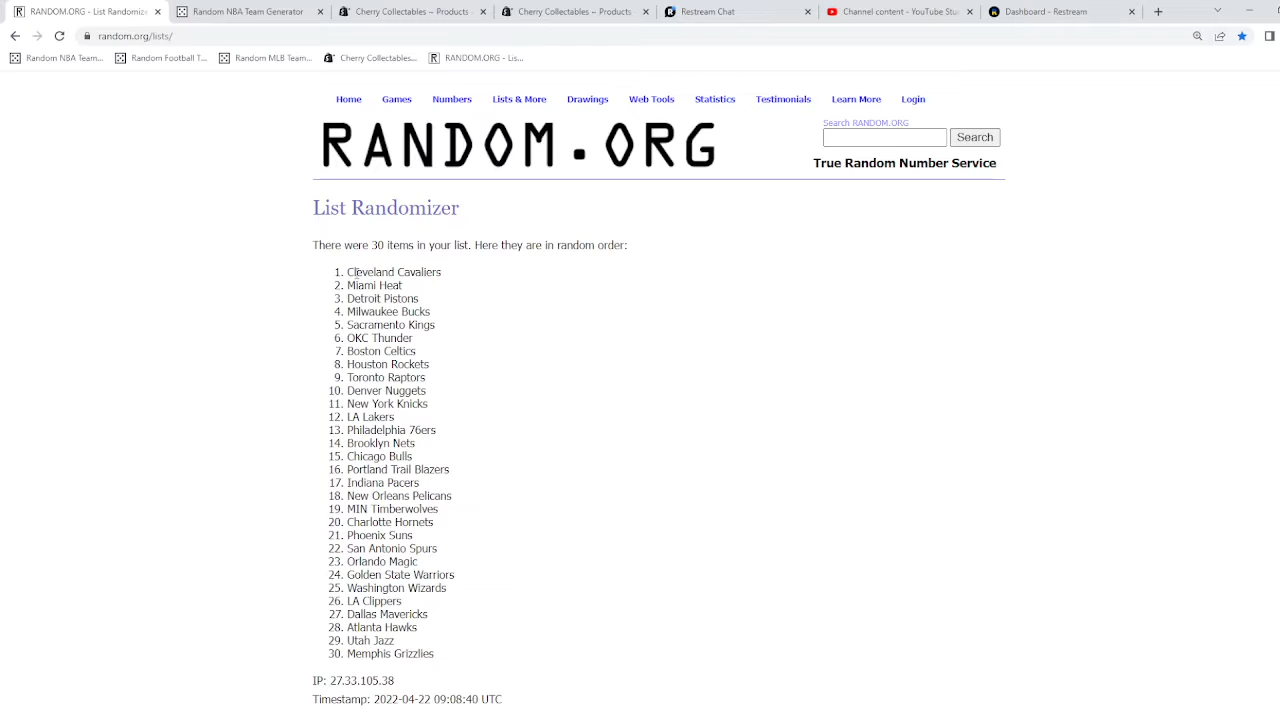 RANDOM.ORG - List Randomize
Random NBA Team Generator
Cherry Collectables ~ Products
Cherry Collectables ~ Products
Restream Chat
Channel content - YouTube Stu
Dashboard - Restream
random.org/lists/
Random NBA Team...
Random Football T...
Random MLB Team...
Cherry Collectables...
RANDOM.ORG - Lis...
Home Games Numbers Lists & More Drawings Web Tools Statistics Testimonials Learn More Login
RANDOM.ORG
Search RANDOM.ORG
Search
True Random Number Service
List Randomizer
There were 30 items in your list. Here they are in random order:
1. Cleveland Cavaliers
2. Miami Heat
3. Detroit Pistons
4. Milwaukee Bucks
5. Sacramento Kings
6. OKC Thunder
7. Boston Celtics
8. Houston Rockets
9. Toronto Raptors
10. Denver Nuggets
11. New York Knicks
12. LA Lakers
13. Philadelphia 76ers
14. Brooklyn Nets
15. Chicago Bulls
16. Portland Trail Blazers
17. Indiana Pacers
18. New Orleans Pelicans
19. MIN Timberwolves
20. Charlotte Hornets
21. Phoenix Suns
22. San Antonio Spurs
23. Orlando Magic
24. Golden State Warriors
25. Washington Wizards
26. LA Clippers
27. Dallas Mavericks
28. Atlanta Hawks
29. Utah Jazz
30. Memphis Grizzlies
IP: 27.33.105.38
Timestamp: 2022-04-22 09:08:40 UTC